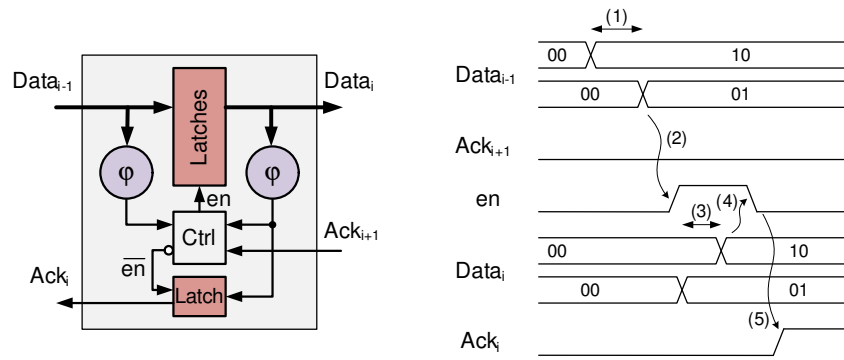 Data_{i-1}
Data_i
Latches
φ
φ
en
Ctrl
Ack_{i+1}
\overline{en}
Ack_i
Latch
(1)
00
10
Data_{i-1}
00
01
Ack_{i+1}
(2)
en
(3)
(4)
00
10
Data_i
00
01
(5)
Ack_i